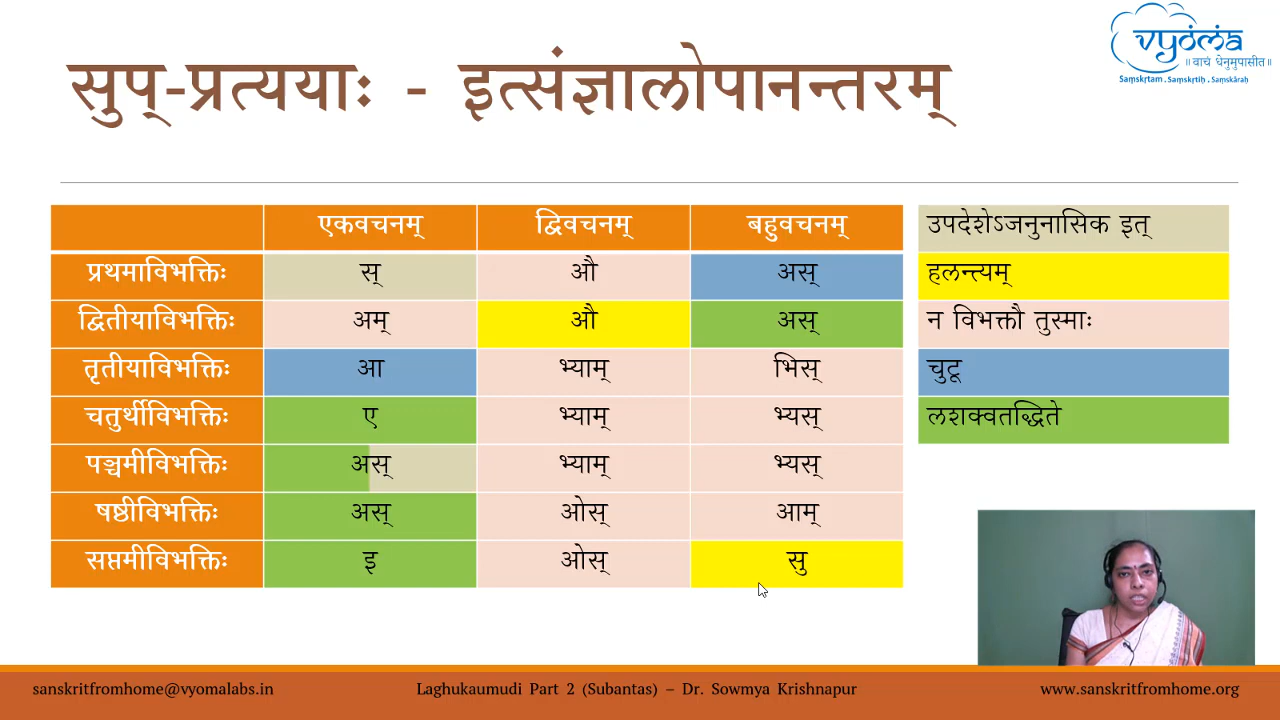 vyoma
॥ वाचं धेनुमुपासीत॥
Saṃskṛtam . Saṃskṛtiḥ . Saṃskārāḥ
सुप्-प्रत्ययाः - इत्संज्ञालोपानन्तरम्
एकवचनम् द्विवचनम् बहुवचनम्
प्रथमाविभक्तिः स् औ अस्
द्वितीयाविभक्तिः अम् औ अस्
तृतीयाविभक्तिः आ भ्याम् भिस्
चतुर्थीविभक्तिः ए भ्याम् भ्यस्
पञ्चमीविभक्तिः अस् भ्याम् भ्यस्
षष्ठीविभक्तिः अस् ओस् आम्
सप्तमीविभक्तिः इ ओस् सु
उपदेशेऽजनुनासिक इत्
हलन्त्यम्
न विभक्तौ तुस्माः
चुटू
लशक्वतद्धिते
sanskritfromhome@vyomalabs.in
Laghukaumudi Part 2 (Subantas) – Dr. Sowmya Krishnapur
www.sanskritfromhome.org